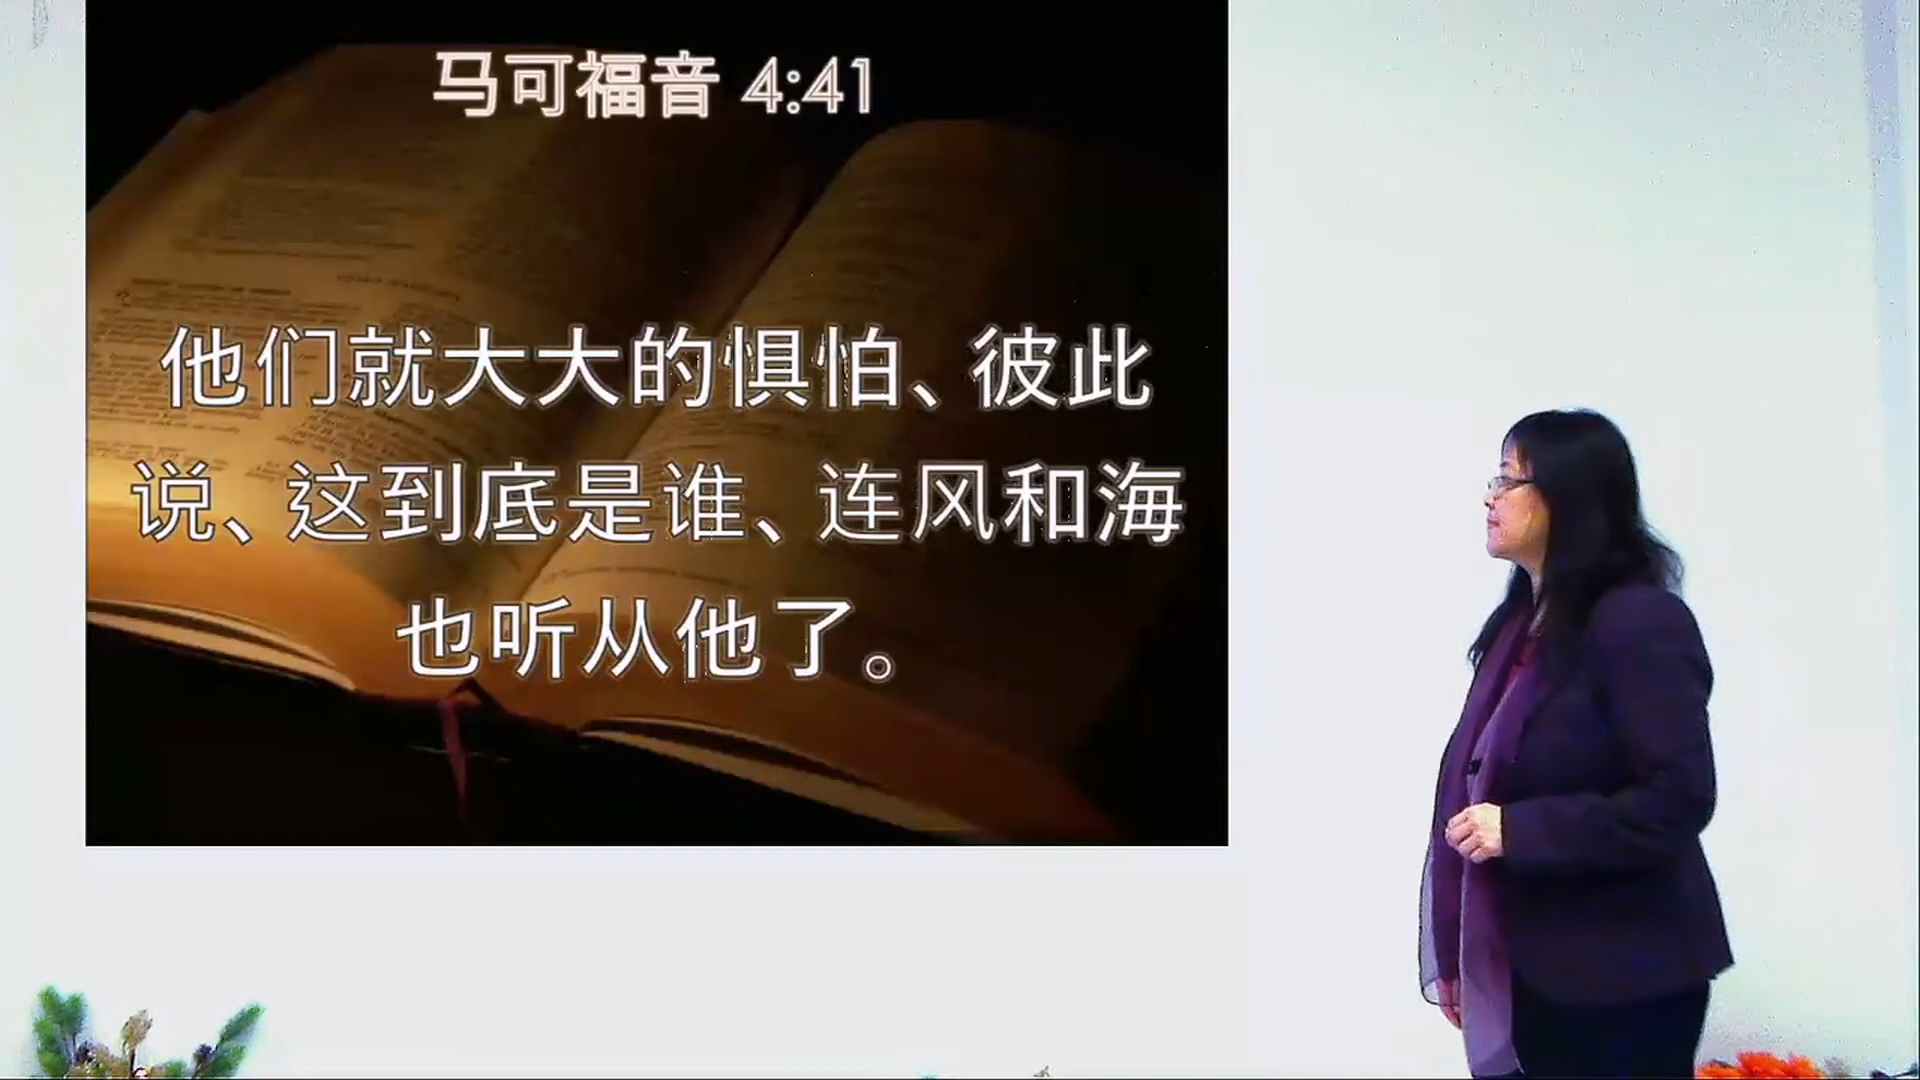 马可福音 4:41
他们就大大的惧怕、彼此
说、这到底是谁、连风和海
也听从他了。